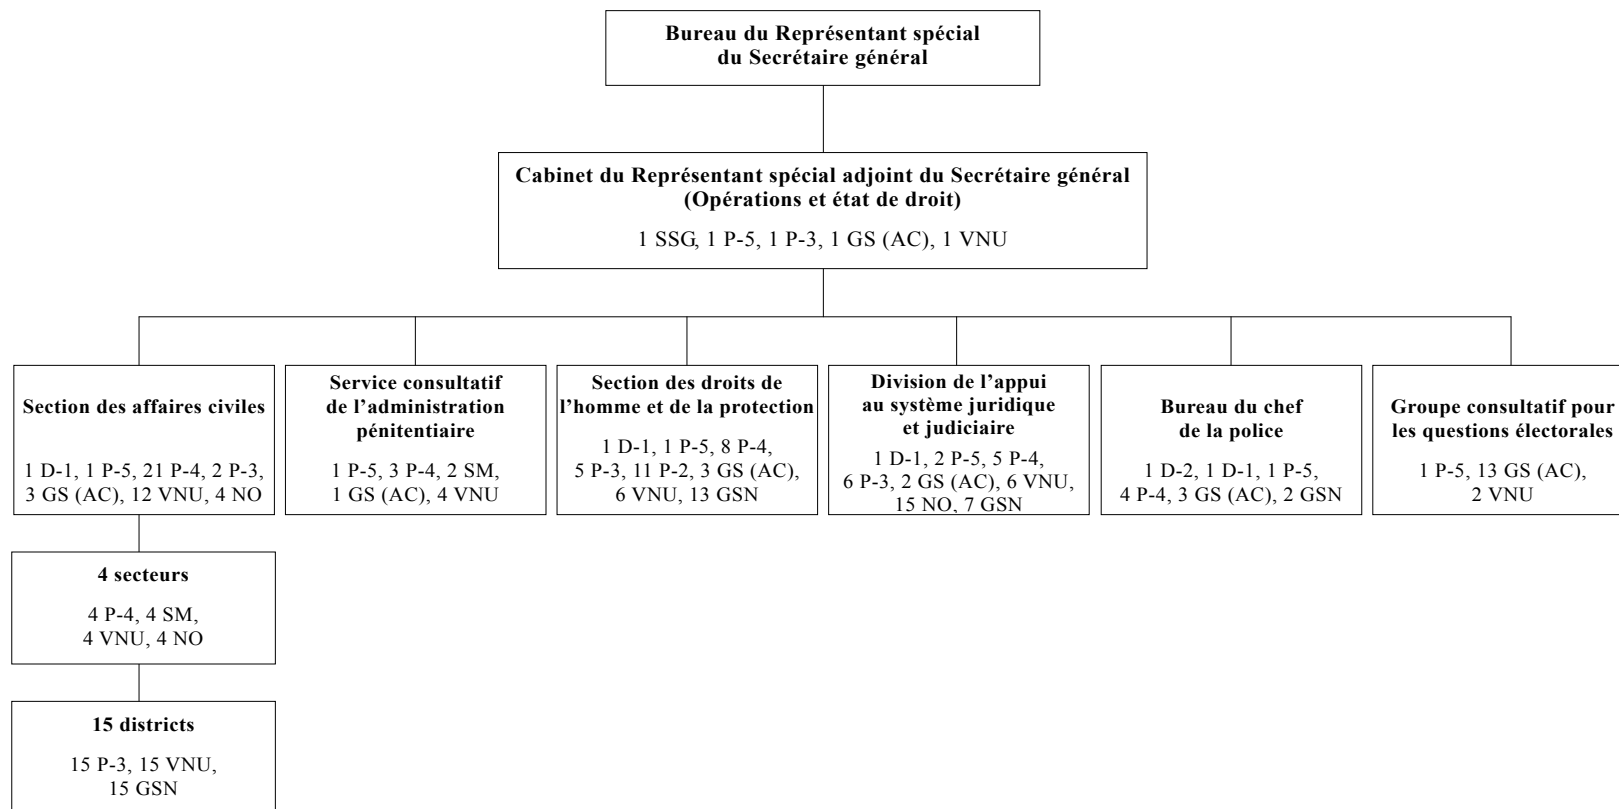 Bureau du Représentant spécial
du Secrétaire général
Cabinet du Représentant spécial adjoint du Secrétaire général
(Opérations et état de droit)
1 SSG, 1 P-5, 1 P-3, 1 GS (AC), 1 VNU
Section des affaires civiles
1 D-1, 1 P-5, 21 P-4, 2 P-3,
3 GS (AC), 12 VNU, 4 NO
Service consultatif
de l’administration
pénitentiaire
1 P-5, 3 P-4, 2 SM,
1 GS (AC), 4 VNU
Section des droits de
l’homme et de la protection
1 D-1, 1 P-5, 8 P-4,
5 P-3, 11 P-2, 3 GS (AC),
6 VNU, 13 GSN
Division de l’appui
au système juridique
et judiciaire
1 D-1, 2 P-5, 5 P-4,
6 P-3, 2 GS (AC), 6 VNU,
15 NO, 7 GSN
Bureau du chef
de la police
1 D-2, 1 D-1, 1 P-5,
4 P-4, 3 GS (AC), 2 GSN
Groupe consultatif pour
les questions électorales
1 P-5, 13 GS (AC),
2 VNU
4 secteurs
4 P-4, 4 SM,
4 VNU, 4 NO
15 districts
15 P-3, 15 VNU,
15 GSN